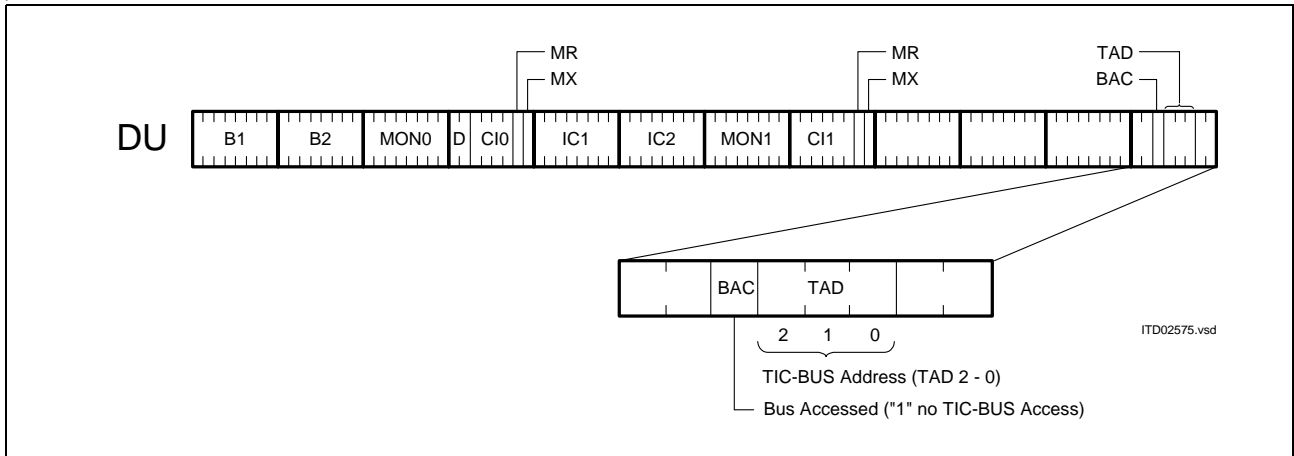 MR MR TAD
MX MX BAC
DU B1 B2 MON0 D CI0 IC1 IC2 MON1 CI1
BAC TAD
2 1 0
ITD02575.vsd
TIC-BUS Address (TAD 2 - 0)
Bus Accessed ("1" no TIC-BUS Access)